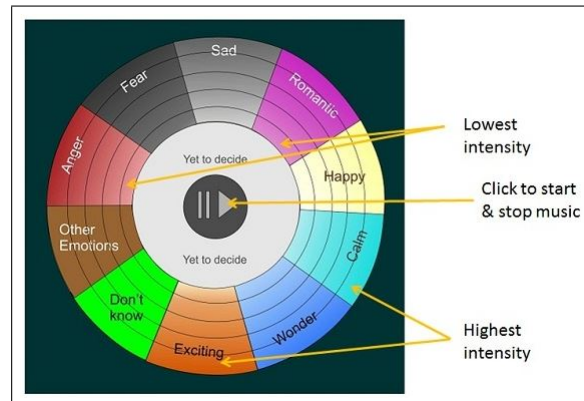 Sad
Fear
Romantic
Anger
Yet to decide
Happy
Other
Emotions
Calm
Yet to decide
Don't
know
Wonder
Exciting
Lowest
intensity
Click to start
& stop music
Highest
intensity